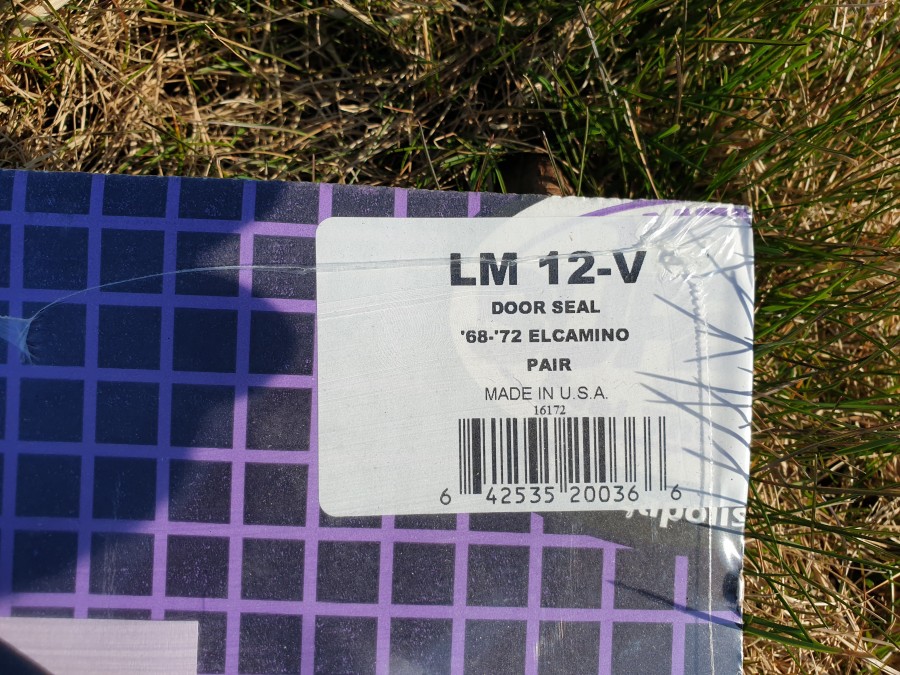 LM 12-V
DOOR SEAL
'68-'72 ELCAMINO
PAIR
MADE IN U.S.A.
16172
6 42535 20036 6